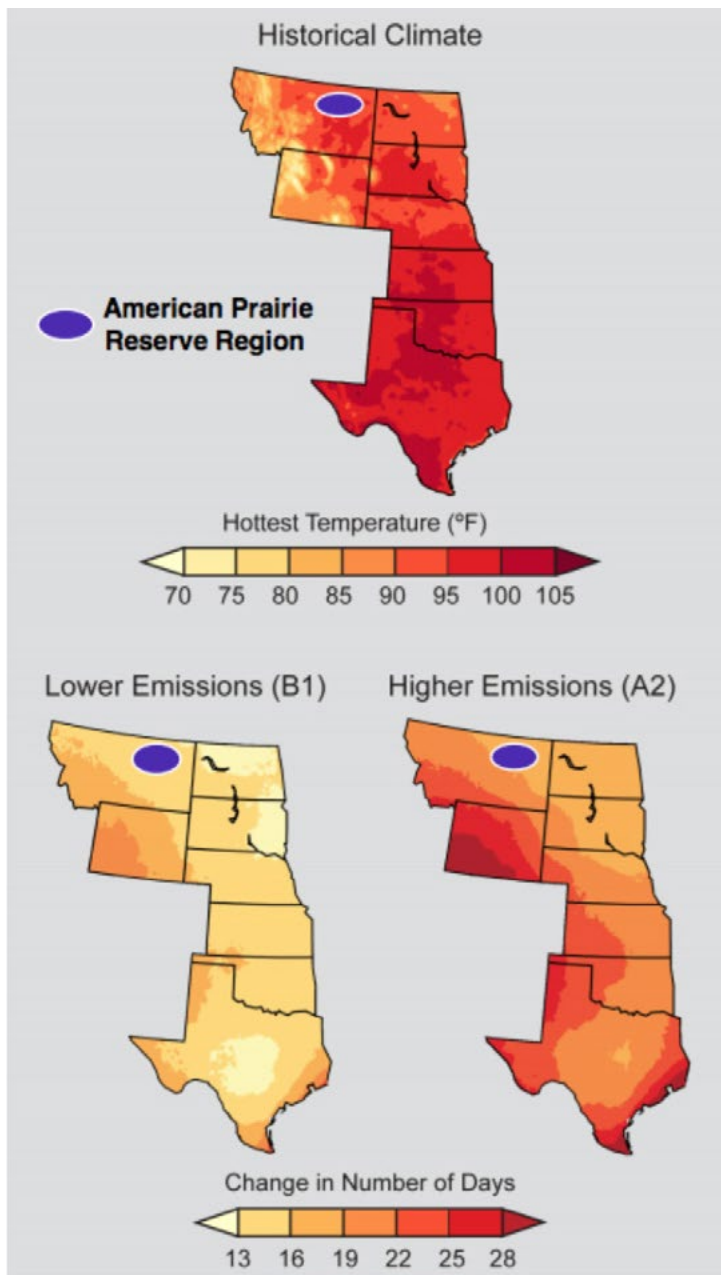 Historical Climate
American Prairie
Reserve Region
Hottest Temperature (ºF)
70 75 80 85 90 95 100 105
Lower Emissions (B1) Higher Emissions (A2)
Change in Number of Days
13 16 19 22 25 28